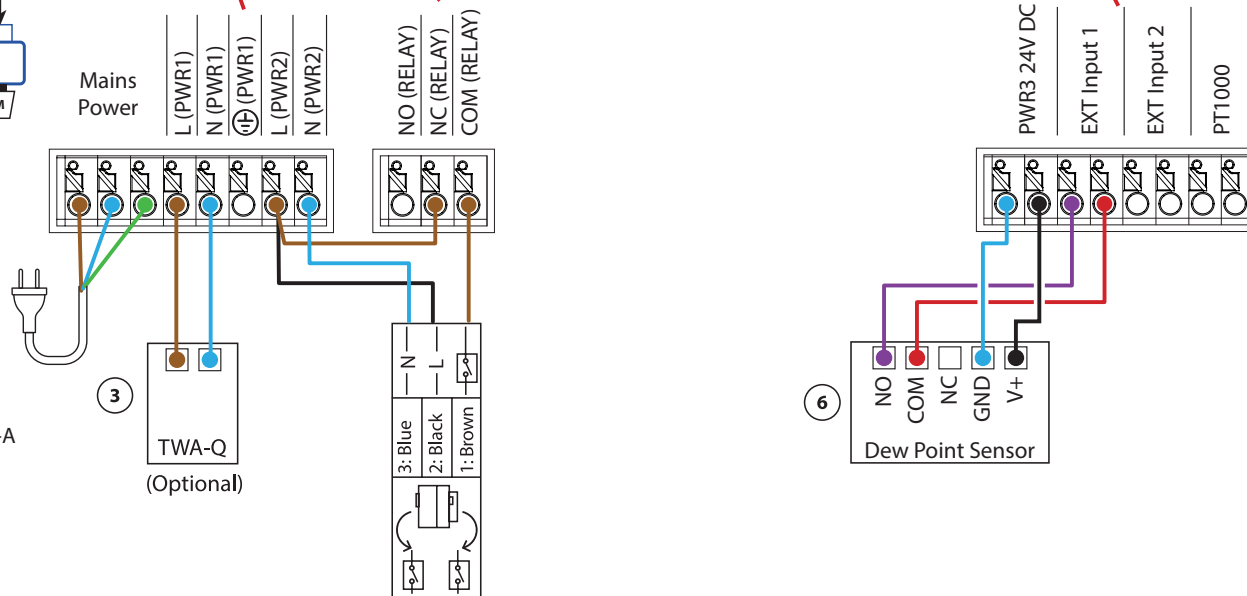 M
Mains
Power
L (PWR1)
N (PWR1)
(PWR1)
L (PWR2)
N (PWR2)
NO (RELAY)
NC (RELAY)
COM (RELAY)
PWR3 24V DC
EXT Input 1
EXT Input 2
PT1000
3
TWA-Q
(Optional)
-A
N
L
3: Blue
2: Black
1: Brown
6
NO
COM
NC
GND
V+
Dew Point Sensor